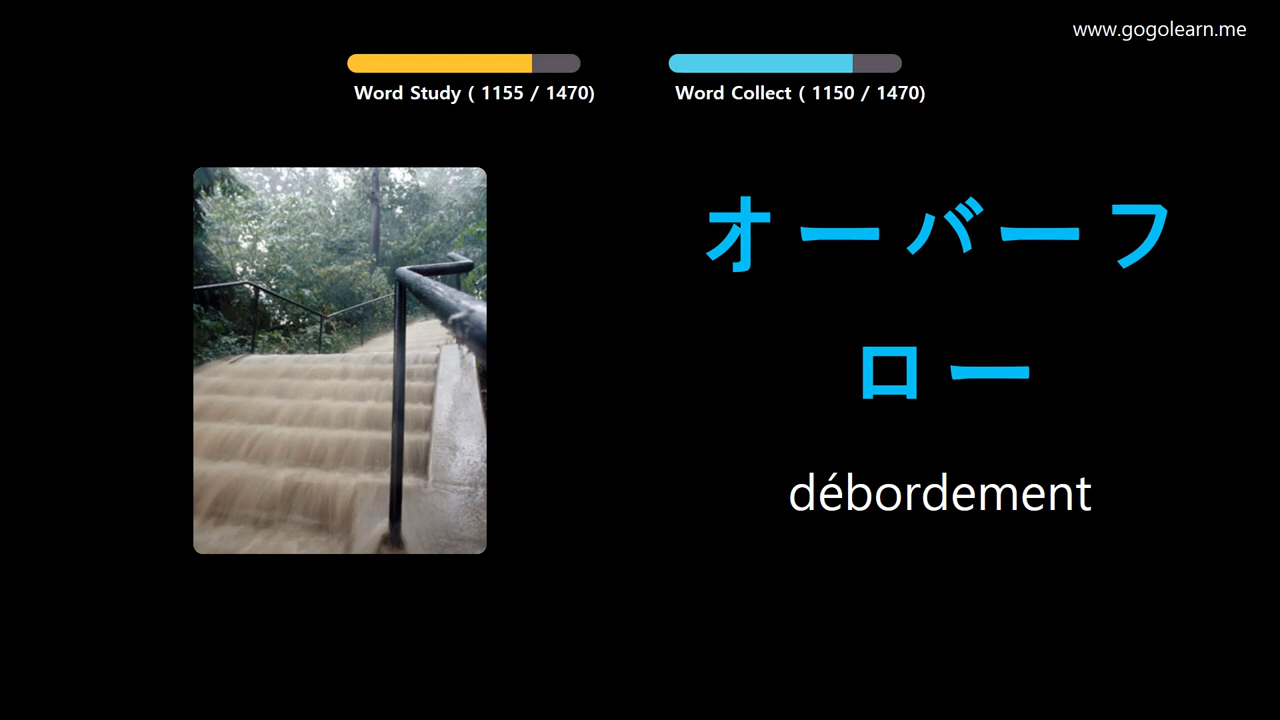 www.gogolearn.me
Word Study ( 1155 / 1470)
Word Collect ( 1150 / 1470)
オーバーフ
ロー
débordement